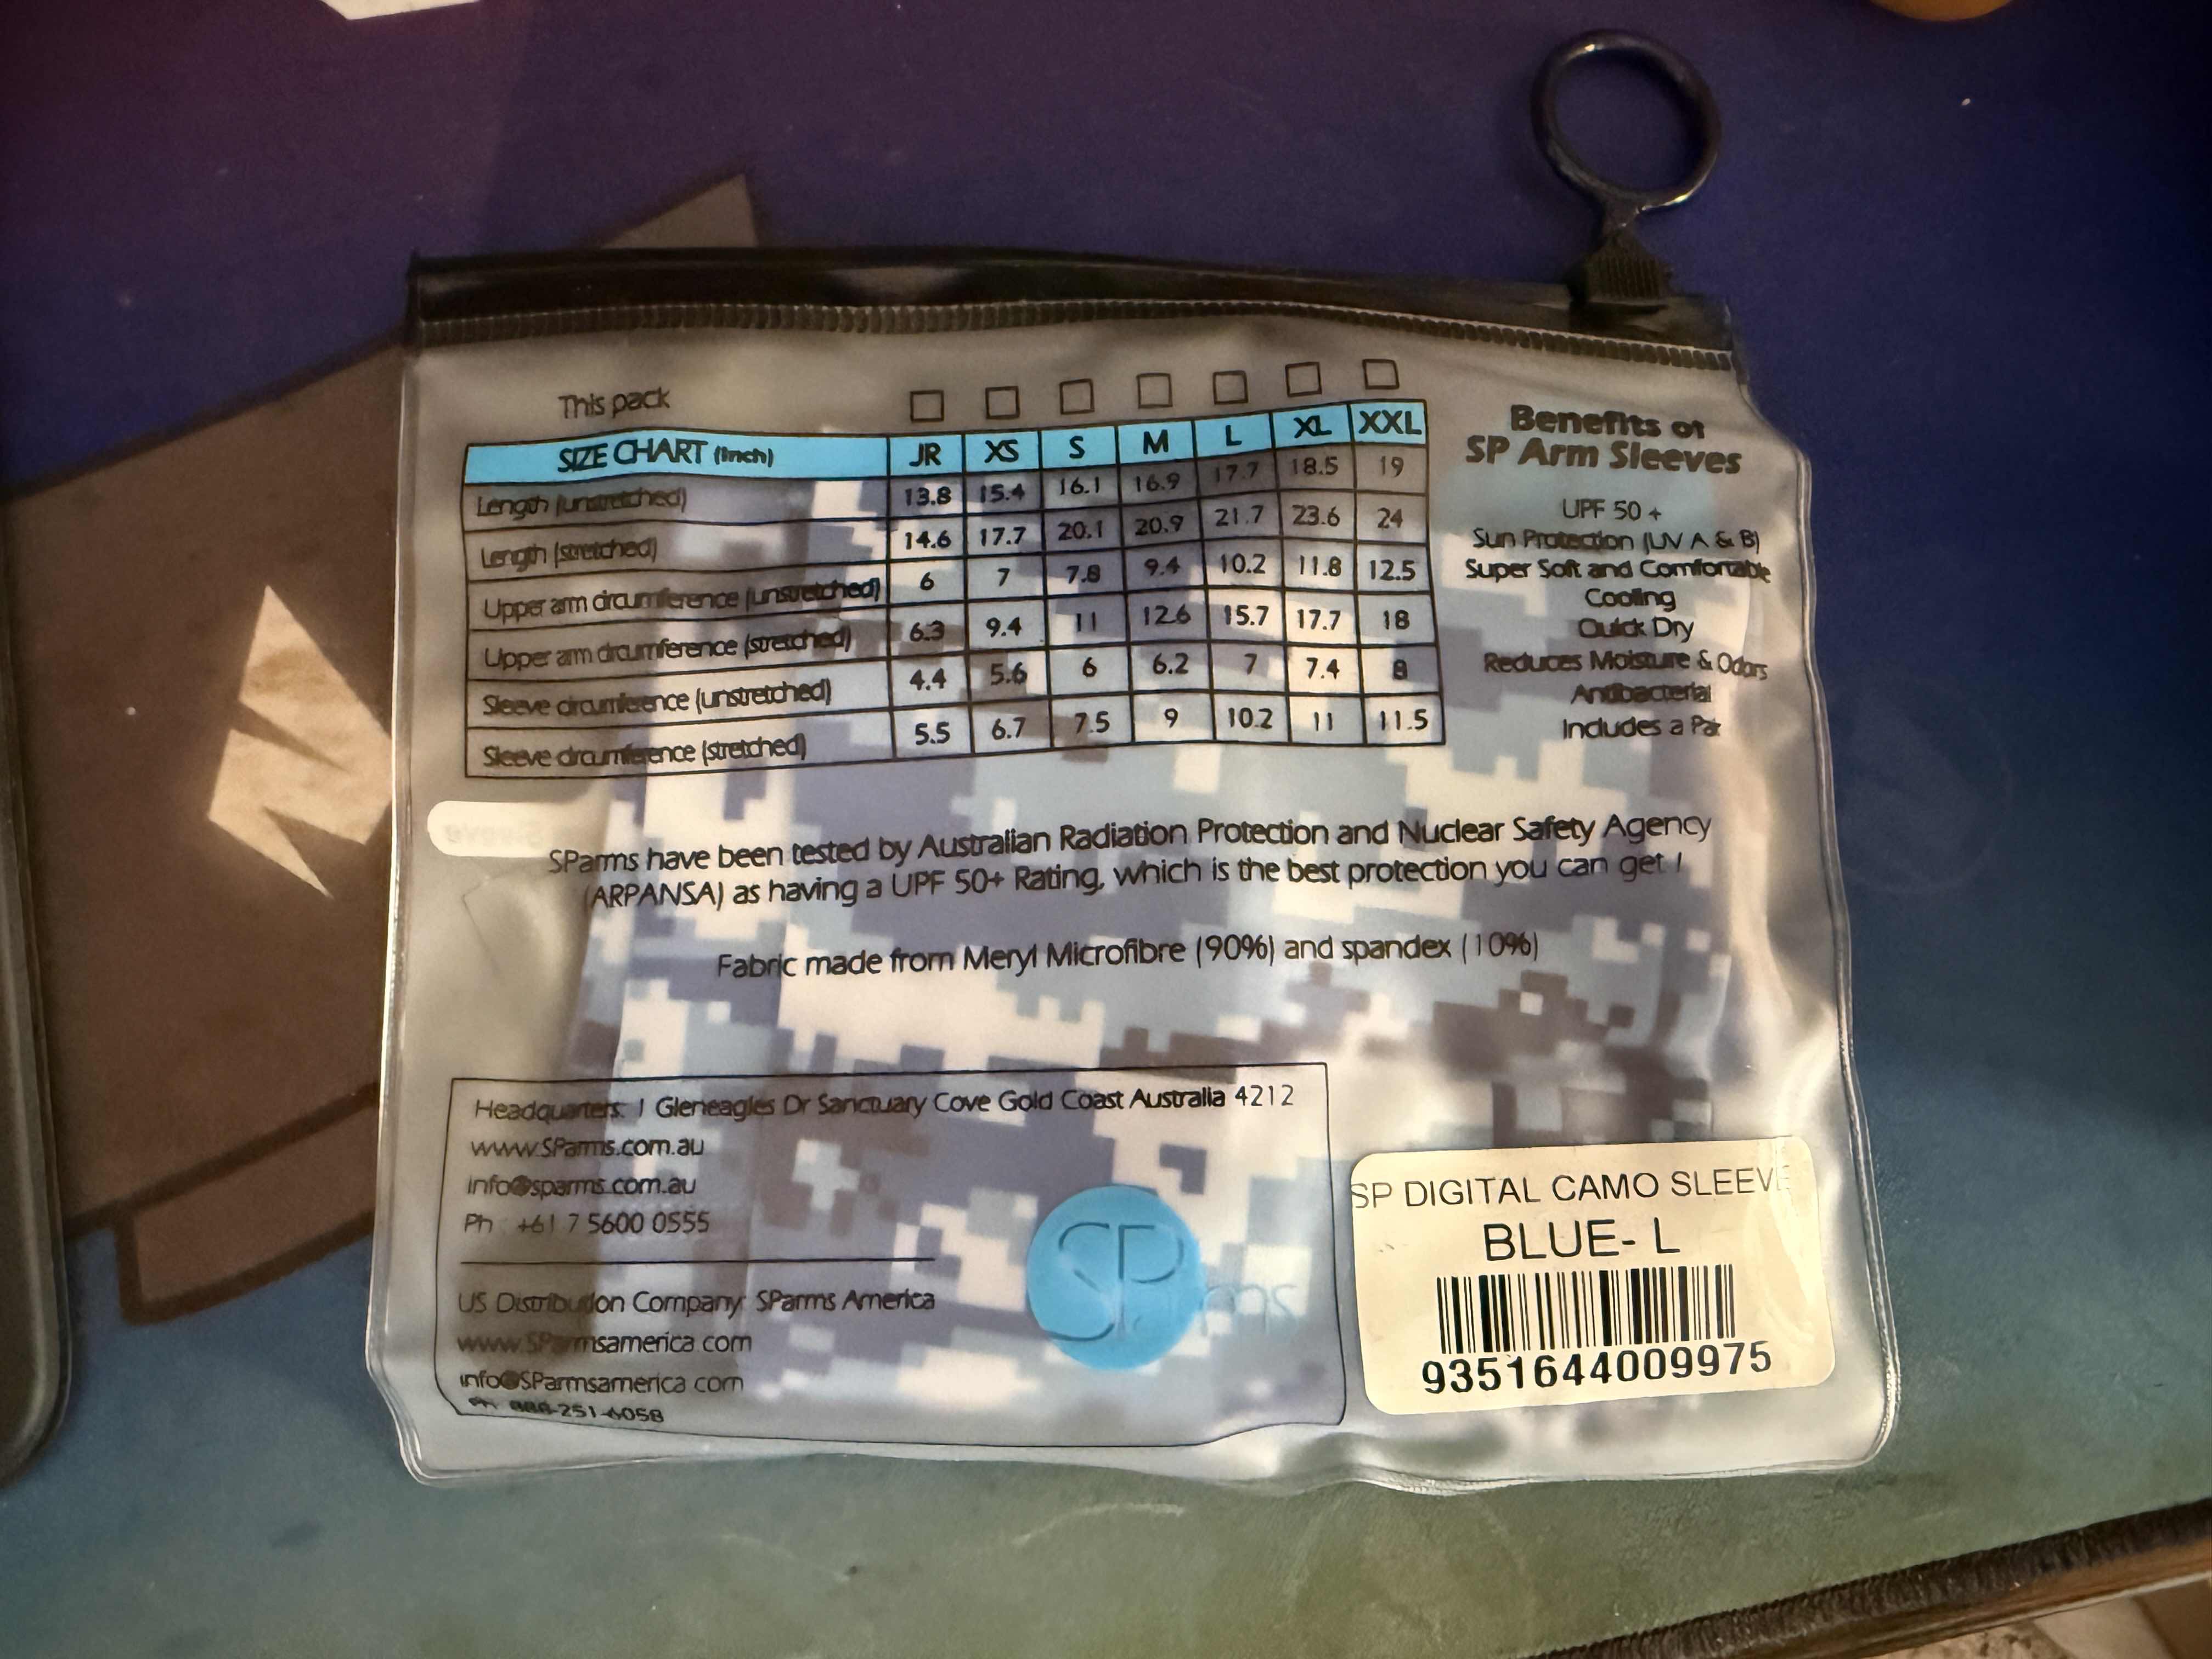 This pack
SIZE CHART (Inch) JR XS S M L XL XXL
Length (unstretched) 13.8 15.4 16.1 16.9 17.7 18.5 19
Length (stretched) 14.6 17.7 20.1 20.9 21.7 23.6 24
Upper arm circumference (unstretched) 6 7 7.8 9.4 10.2 11.8 12.5
Upper arm circumference (stretched) 6.3 9.4 11 12.6 15.7 17.7 18
Sleeve circumference (unstretched) 4.4 5.6 6 6.2 7 7.4 8
Sleeve circumference (stretched) 5.5 6.7 7.5 9 10.2 11 11.5
Benefits of
SP Arm Sleeves
UPF 50 +
Sun Protection (UV A & B)
Super Soft and Comfortable
Cooling
Quick Dry
Reduces Moisture & Odors
Antibacterial
Includes a Pair
SParms have been tested by Australian Radiation Protection and Nuclear Safety Agency
(ARPANSA) as having a UPF 50+ Rating, which is the best protection you can get !
Fabric made from Meryl Microfibre (90%) and spandex (10%)
Headquarters: 1 Gleneagles Dr Sanctuary Cove Gold Coast Australia 4212
www.SParms.com.au
info@sparms.com.au
Ph : +61 7 5600 0555
US Distribution Company: SParms America
www.SParmsamerica.com
info@SParmsamerica.com
SParms
SP DIGITAL CAMO SLEEVE
BLUE- L
9351644009975